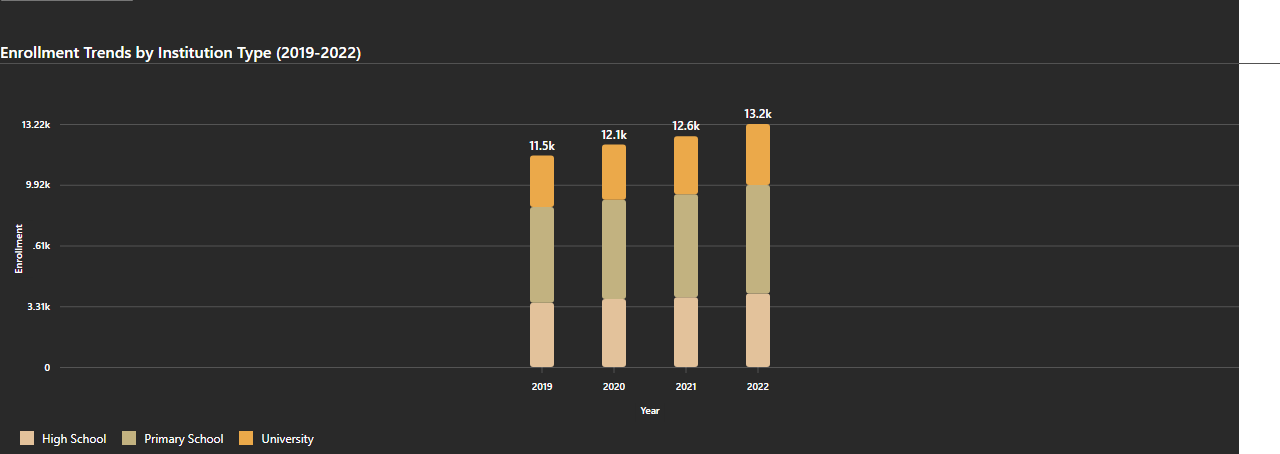 Enrollment Trends by Institution Type (2019-2022)
13.22k
9.92k
.61k
3.31k
0
Enrollment
11.5k
12.1k
12.6k
13.2k
2019 2020 2021 2022
Year
High School Primary School University